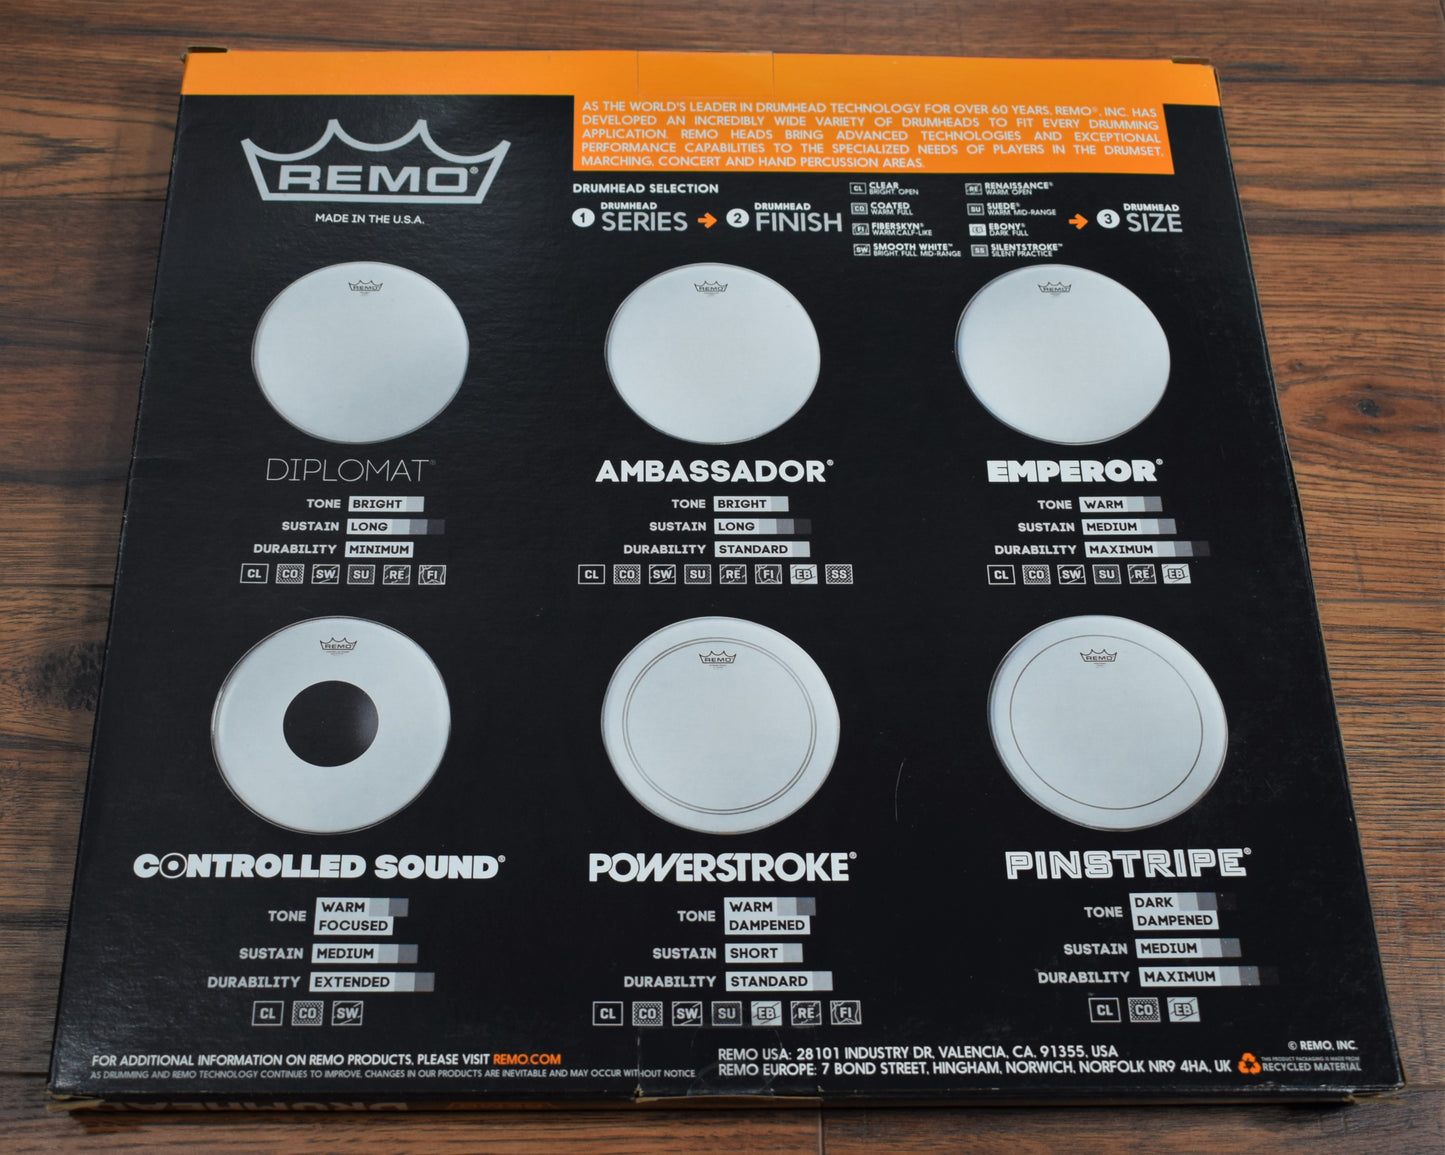 AS THE WORLD'S LEADER IN DRUMHEAD TECHNOLOGY FOR OVER 60 YEARS, REMO®, INC. HAS
DEVELOPED AN INCREDIBLY WIDE VARIETY OF DRUMHEADS TO FIT EVERY DRUMMING
APPLICATION. REMO HEADS BRING ADVANCED TECHNOLOGIES AND EXCEPTIONAL
PERFORMANCE CAPABILITIES TO THE SPECIALIZED NEEDS OF PLAYERS IN THE DRUMSET,
MARCHING, CONCERT AND HAND PERCUSSION AREAS.
REMO®
MADE IN THE U.S.A.
DRUMHEAD SELECTION
1 DRUMHEAD SERIES
2 DRUMHEAD FINISH
CL CLEAR
BRIGHT, OPEN
CO COATED
WARM, FULL
FI FIBERSKYN®
WARM, CALF-LIKE
SW SMOOTH WHITE™
BRIGHT, FULL, MID-RANGE
RE RENAISSANCE®
WARM, OPEN
SU SUEDE®
WARM, MID-RANGE
EB EBONY®
DARK, FULL
SS SILENTSTROKE™
SILENT PRACTICE
3 DRUMHEAD SIZE
REMO
REMO
REMO
DIPLOMAT®
TONE BRIGHT
SUSTAIN LONG
DURABILITY MINIMUM
CL CO SW SU RE FI
AMBASSADOR®
TONE BRIGHT
SUSTAIN LONG
DURABILITY STANDARD
CL CO SW SU RE FI EB SS
EMPEROR®
TONE WARM
SUSTAIN MEDIUM
DURABILITY MAXIMUM
CL CO SW SU RE EB
REMO
REMO
REMO
CONTROLLED SOUND®
TONE WARM
FOCUSED
SUSTAIN MEDIUM
DURABILITY EXTENDED
CL CO SW
POWERSTROKE®
TONE WARM
DAMPENED
SUSTAIN SHORT
DURABILITY STANDARD
CL CO SW SU EB RE FI
PINSTRIPE®
TONE DARK
DAMPENED
SUSTAIN MEDIUM
DURABILITY MAXIMUM
CL CO EB
FOR ADDITIONAL INFORMATION ON REMO PRODUCTS, PLEASE VISIT REMO.COM
AS DRUMMING AND REMO TECHNOLOGY CONTINUES TO IMPROVE, CHANGES IN OUR PRODUCTS ARE INEVITABLE AND MAY OCCUR WITHOUT NOTICE.
REMO USA: 28101 INDUSTRY DR, VALENCIA, CA, 91355, USA
REMO EUROPE: 7 BOND STREET, HINGHAM, NORWICH, NORFOLK NR9 4HA, UK
© REMO, INC.
THIS PRODUCT PACKAGING IS MADE FROM
RECYCLED MATERIAL